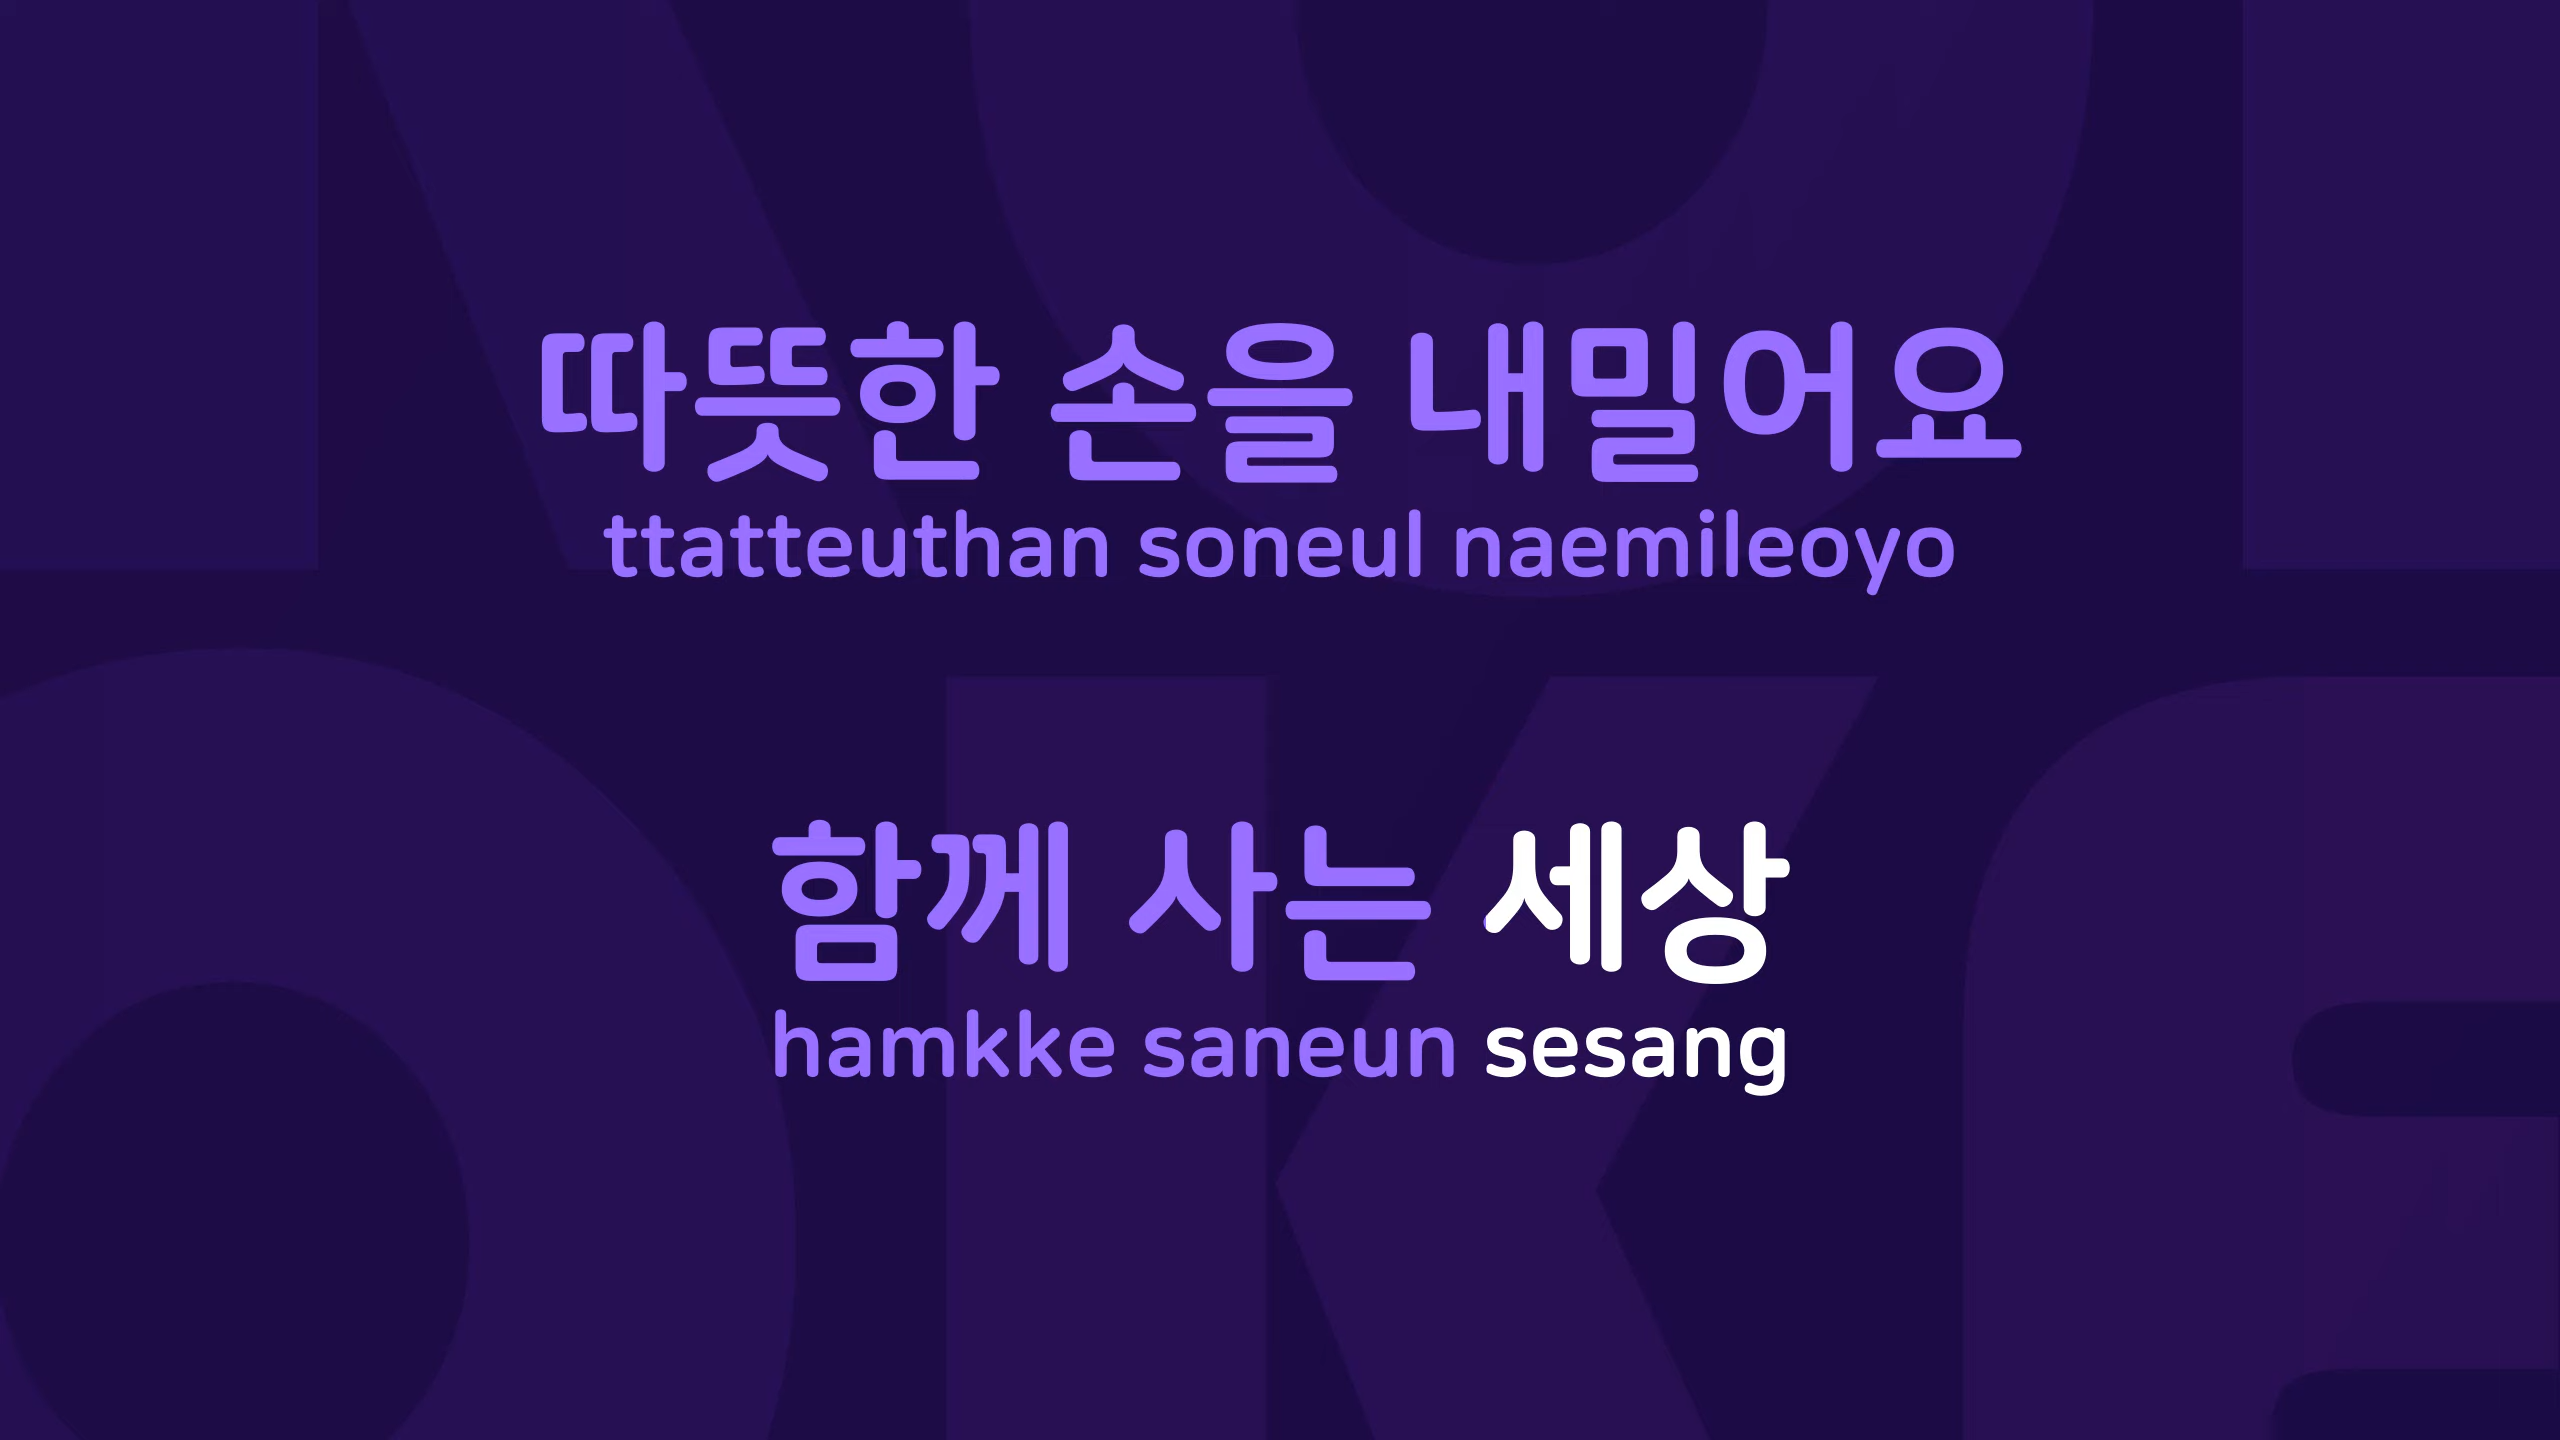 따뜻한 손을 내밀어요
ttatteuthan soneul naemileoyo
함께 사는 세상
hamkke saneun sesang